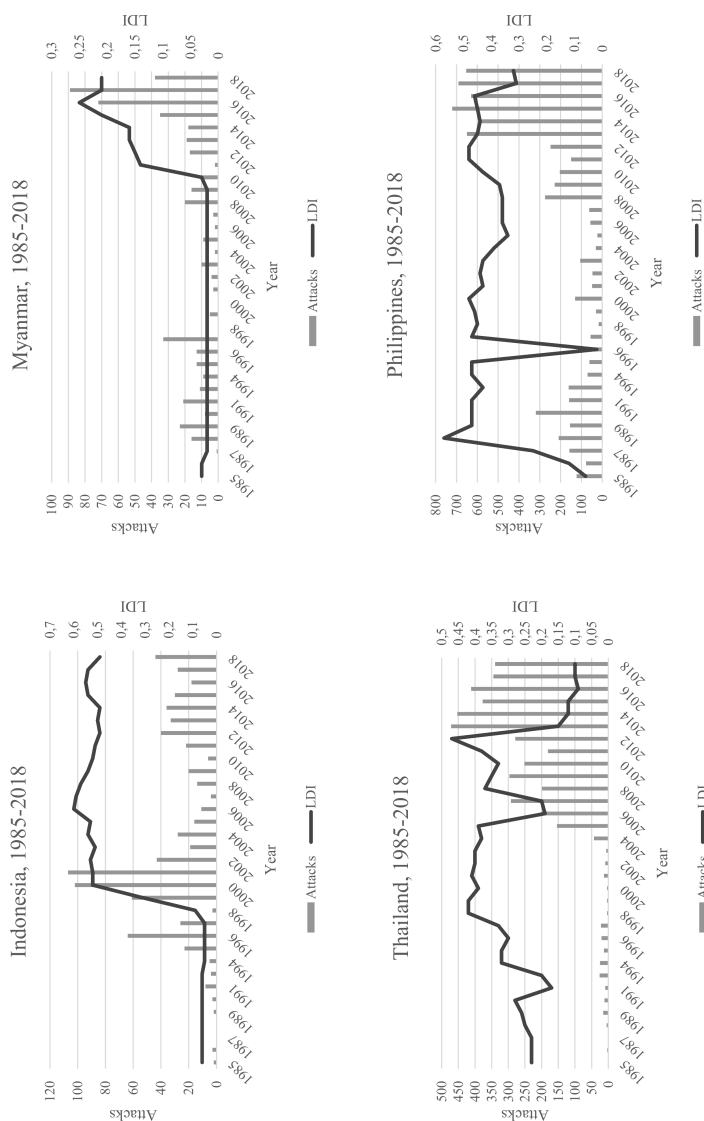 Indonesia, 1985-2018
Attacks
120
100
80
60
40
20
0
0,7
0,6
0,5
0,4
0,3
0,2
0,1
0
LDI
1985 1987 1989 1991 1994 1996 1998 2000 2002 2004 2006 2008 2010 2012 2014 2016 2018
Year
Attacks LDI
Myanmar, 1985-2018
Attacks
100
90
80
70
60
50
40
30
20
10
0
0,3
0,25
0,2
0,15
0,1
0,05
0
LDI
1985 1987 1989 1991 1994 1996 1998 2000 2002 2004 2006 2008 2010 2012 2014 2016 2018
Year
Attacks LDI
Thailand, 1985-2018
Attacks
500
450
400
350
300
250
200
150
100
50
0
0,5
0,45
0,4
0,35
0,3
0,25
0,2
0,15
0,1
0,05
0
LDI
1985 1987 1989 1991 1994 1996 1998 2000 2002 2004 2006 2008 2010 2012 2014 2016 2018
Year
Attacks LDI
Philippines, 1985-2018
Attacks
800
700
600
500
400
300
200
100
0
0,6
0,5
0,4
0,3
0,2
0,1
0
LDI
1985 1987 1989 1991 1994 1996 1998 2000 2002 2004 2006 2008 2010 2012 2014 2016 2018
Year
Attacks LDI